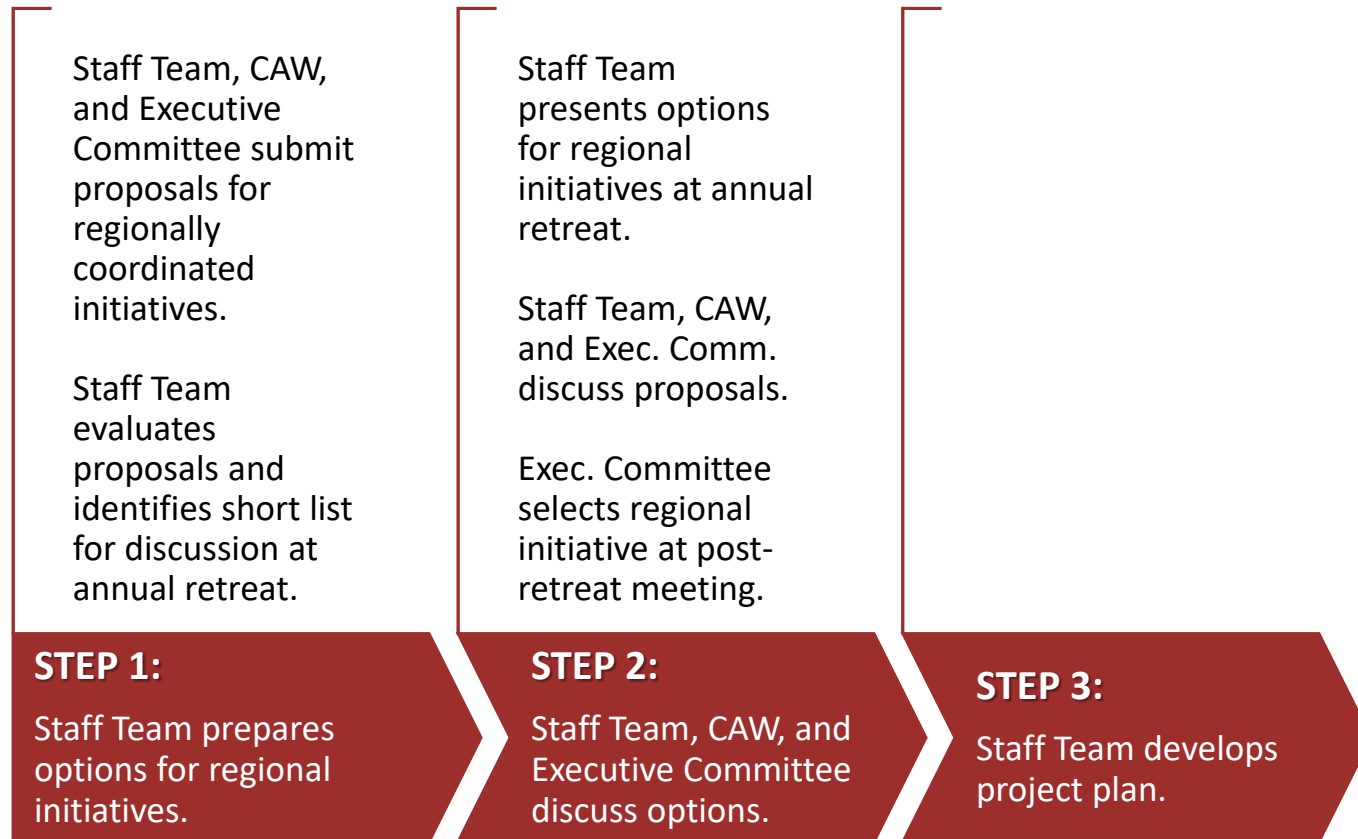 Staff Team, CAW,
and Executive
Committee submit
proposals for
regionally
coordinated
initiatives.
Staff Team
evaluates
proposals and
identifies short list
for discussion at
annual retreat.
STEP 1:
Staff Team prepares
options for regional
initiatives.
Staff Team
presents options
for regional
initiatives at annual
retreat.
Staff Team, CAW,
and Exec. Comm.
discuss proposals.
Exec. Committee
selects regional
initiative at post-
retreat meeting.
STEP 2:
Staff Team, CAW, and
Executive Committee
discuss options.
STEP 3:
Staff Team develops
project plan.